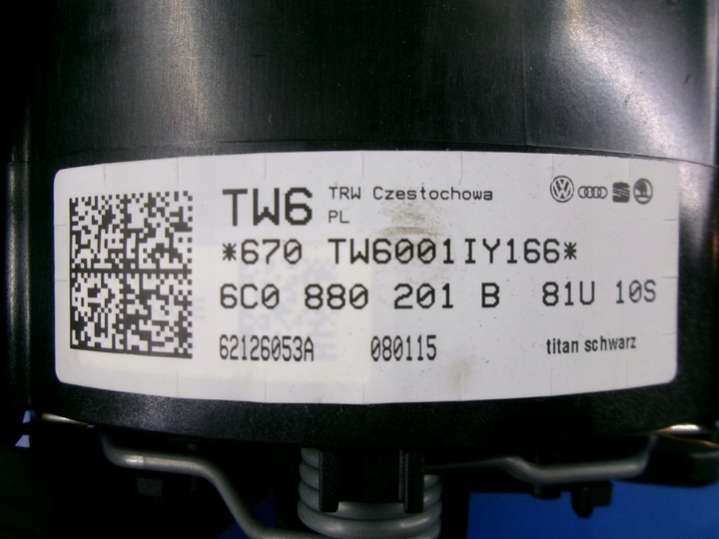 TW6 TRW Czestochowa
PL
*670 TW6001IY166*
6C0 880 201 B 81U 10S
62126053A 080115 titan schwarz